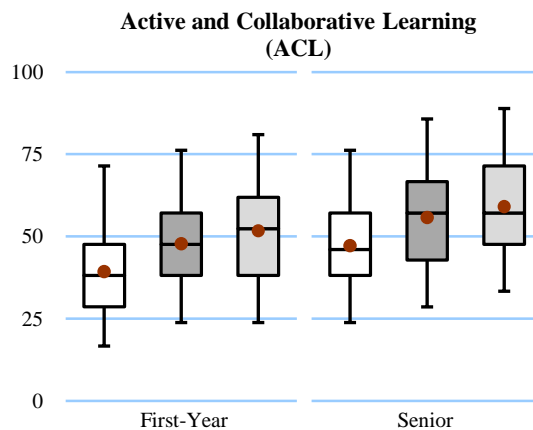 Active and Collaborative Learning
(ACL)
100
75
50
25
0
First-Year Senior